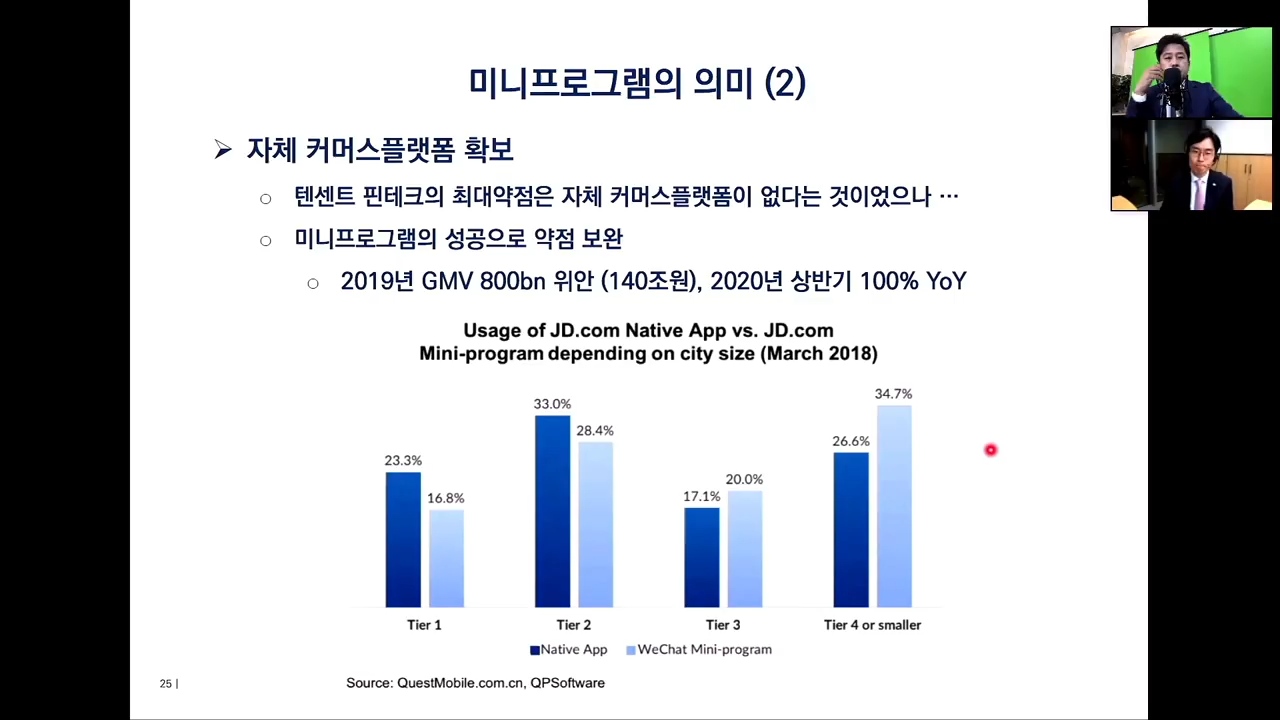 미니프로그램의 의미 (2)
➢ 자체 커머스플랫폼 확보
○ 텐센트 핀테크의 최대약점은 자체 커머스플랫폼이 없다는 것이었으나 …
○ 미니프로그램의 성공으로 약점 보완
○ 2019년 GMV 800bn 위안 (140조원), 2020년 상반기 100% YoY
Usage of JD.com Native App vs. JD.com
Mini-program depending on city size (March 2018)
23.3%
16.8%
33.0%
28.4%
17.1%
20.0%
26.6%
34.7%
Tier 1
Tier 2
Tier 3
Tier 4 or smaller
Native App
WeChat Mini-program
25 |
Source: QuestMobile.com.cn, QPSoftware